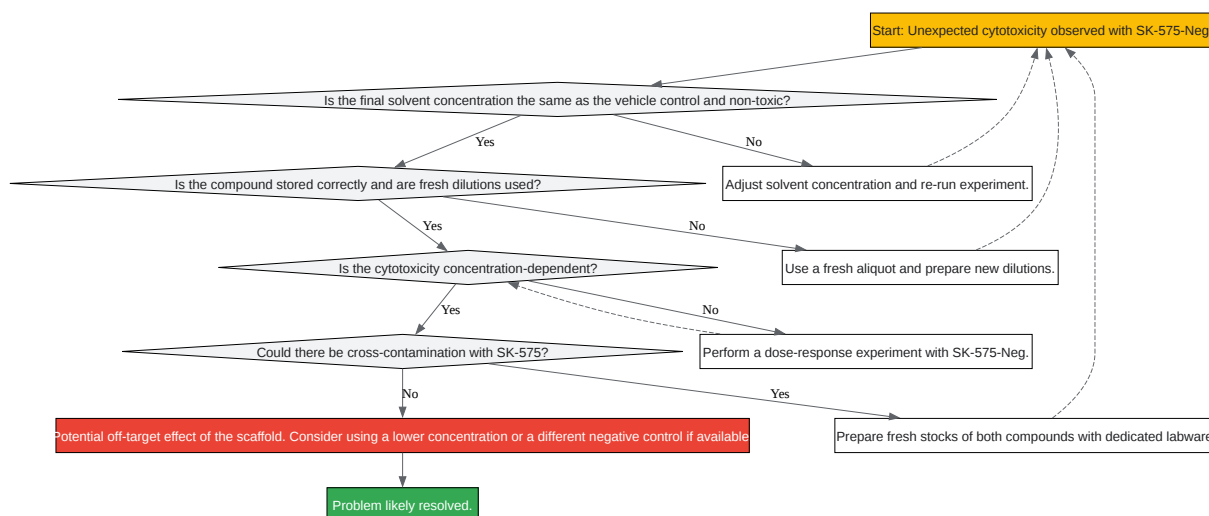 Start: Unexpected cytotoxicity observed with SK-575-Neg
Is the final solvent concentration the same as the vehicle control and non-toxic?
Yes
No
Is the compound stored correctly and are fresh dilutions used?
Adjust solvent concentration and re-run experiment.
Yes
No
Is the cytotoxicity concentration-dependent?
Use a fresh aliquot and prepare new dilutions.
Yes
No
Could there be cross-contamination with SK-575?
Perform a dose-response experiment with SK-575-Neg.
No
Yes
Potential off-target effect of the scaffold. Consider using a lower concentration or a different negative control if available
Prepare fresh stocks of both compounds with dedicated labware
Problem likely resolved.